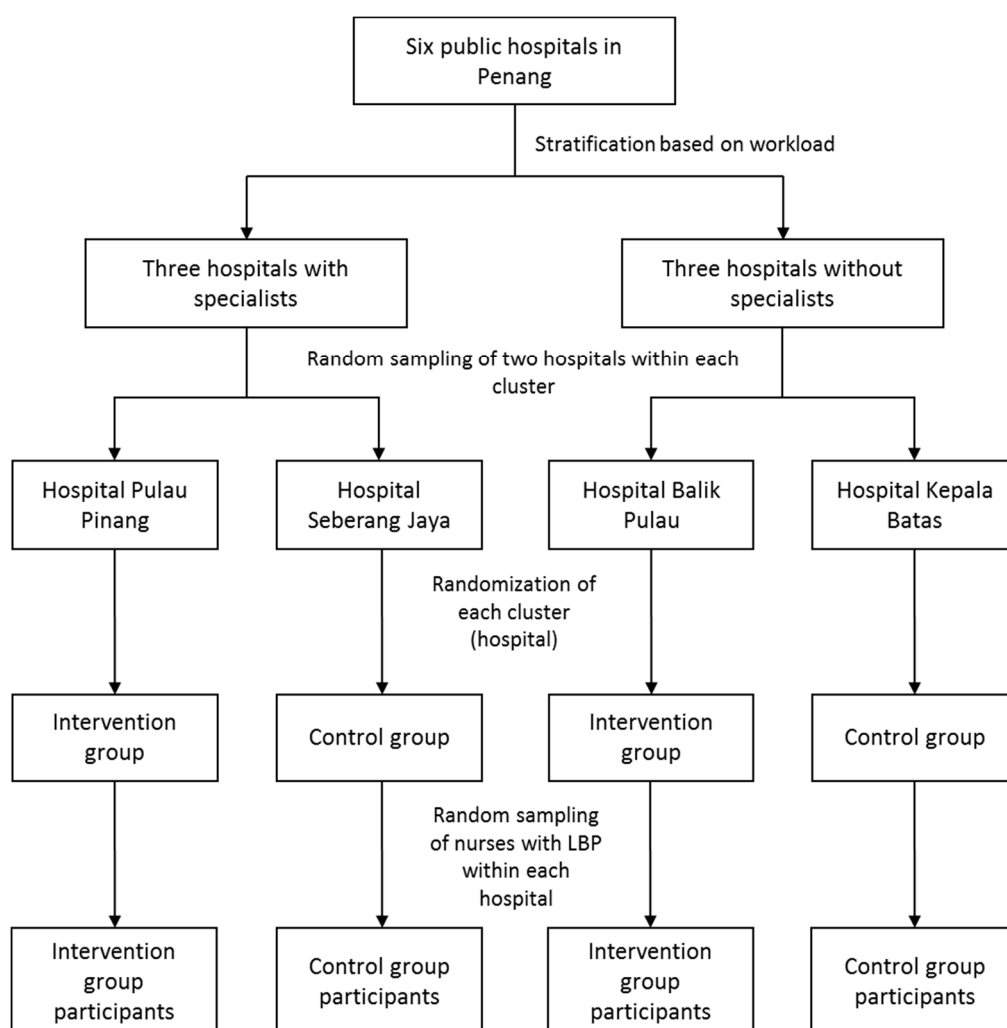 Six public hospitals in
Penang
Stratification based on workload
Three hospitals with
specialists
Three hospitals without
specialists
Random sampling of two hospitals within each
cluster
Hospital Pulau
Pinang
Hospital
Seberang Jaya
Hospital Balik
Pulau
Hospital Kepala
Batas
Randomization of
each cluster
(hospital)
Intervention
group
Control group
Intervention
group
Control group
Random sampling
of nurses with LBP
within each
hospital
Intervention
group
participants
Control group
participants
Intervention
group
participants
Control group
participants